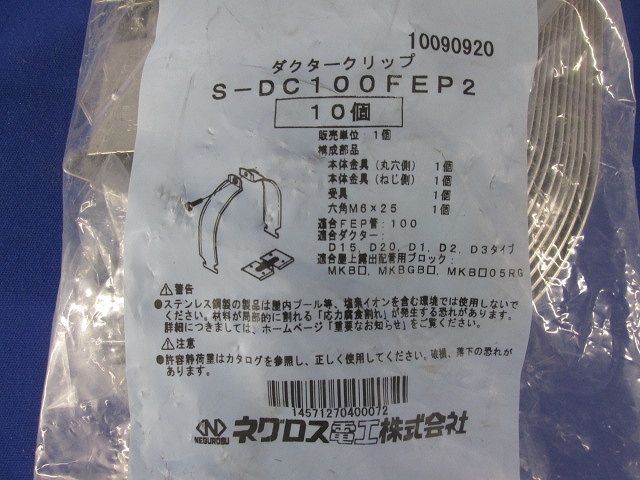 10090920
ダクタークリップ
S-DC100FEP2
10個
販売単位:1個
構成部品
本体金具(丸穴側) 1個
本体金具(ねじ側) 1個
受具 1個
六角M6×25 1個
適合FEP管:100
適合ダクター:
D15、D20、D1、D2、D3タイプ
適合屋上露出配管用ブロック:
MKB□、MKBGB□、MKB□05RG
⚠警告
●ステンレス鋼製の製品は屋内プール等、塩素イオンを含む環境では使用しないで
ください。材料が局部的に割れる「応力腐食割れ」が発生する恐れがあります。
詳細につきましては、ホームページ「重要なお知らせ」をご覧ください。
⚠注意
●許容静荷重はカタログを参照し、正しく使用してください。破損、落下の恐れが
あります。
14571270400072
NEGUROSU
ネグロス電工株式会社